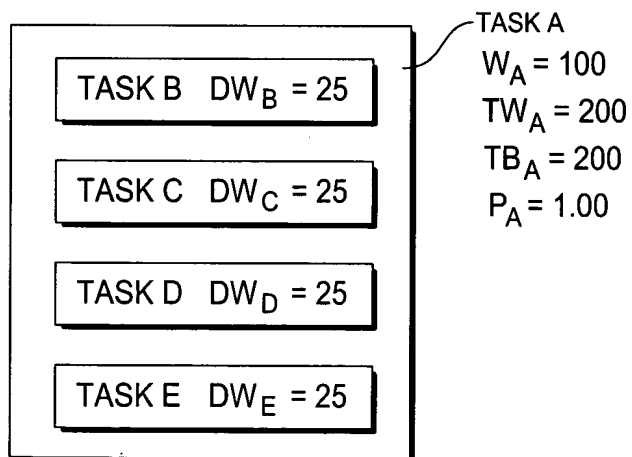 TASK A
W_A = 100
TW_A = 200
TB_A = 200
P_A = 1.00
TASK B DW_B = 25
TASK C DW_C = 25
TASK D DW_D = 25
TASK E DW_E = 25